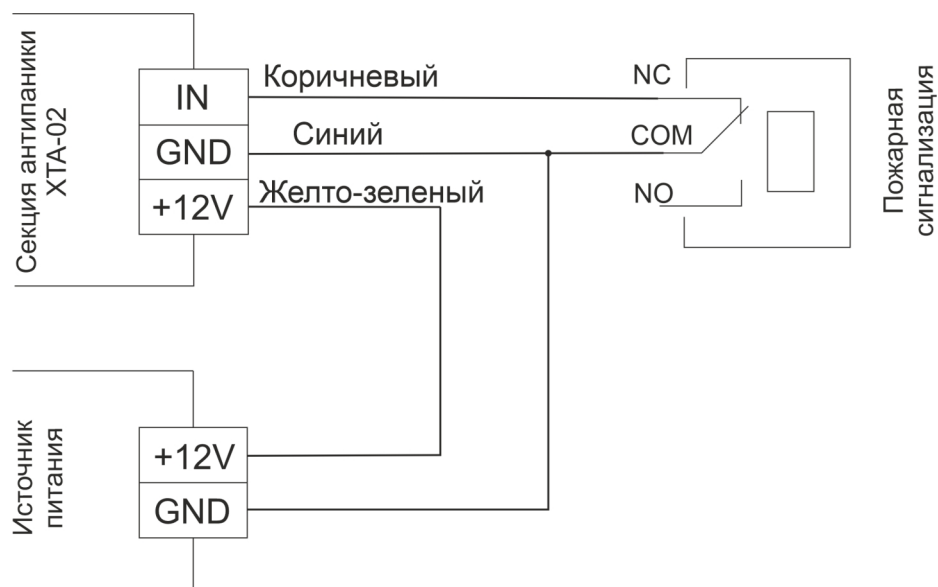 Секция антипаники
XTA-02
IN
GND
+12V
Коричневый
Синий
Желто-зеленый
NC
COM
NO
Пожарная
сигнализация
Источник
питания
+12V
GND